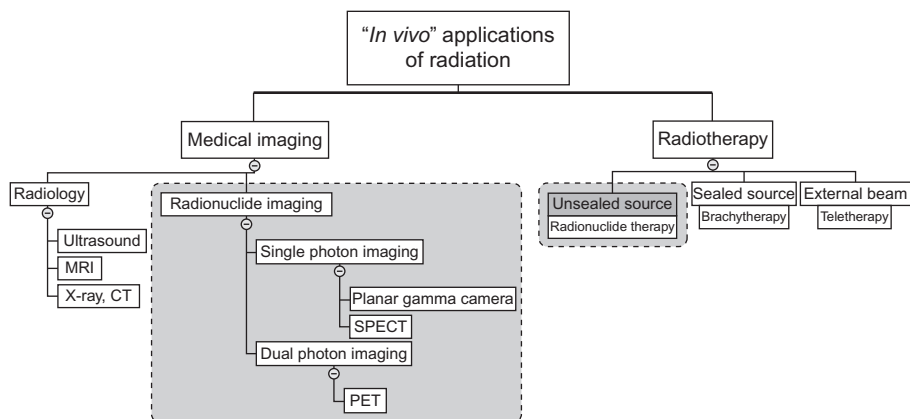 “In vivo” applications
of radiation
Medical imaging
Radiotherapy
Radiology
Ultrasound
MRI
X-ray, CT
Radionuclide imaging
Single photon imaging
Planar gamma camera
SPECT
Dual photon imaging
PET
Unsealed source
Radionuclide therapy
Sealed source
Brachytherapy
External beam
Teletherapy